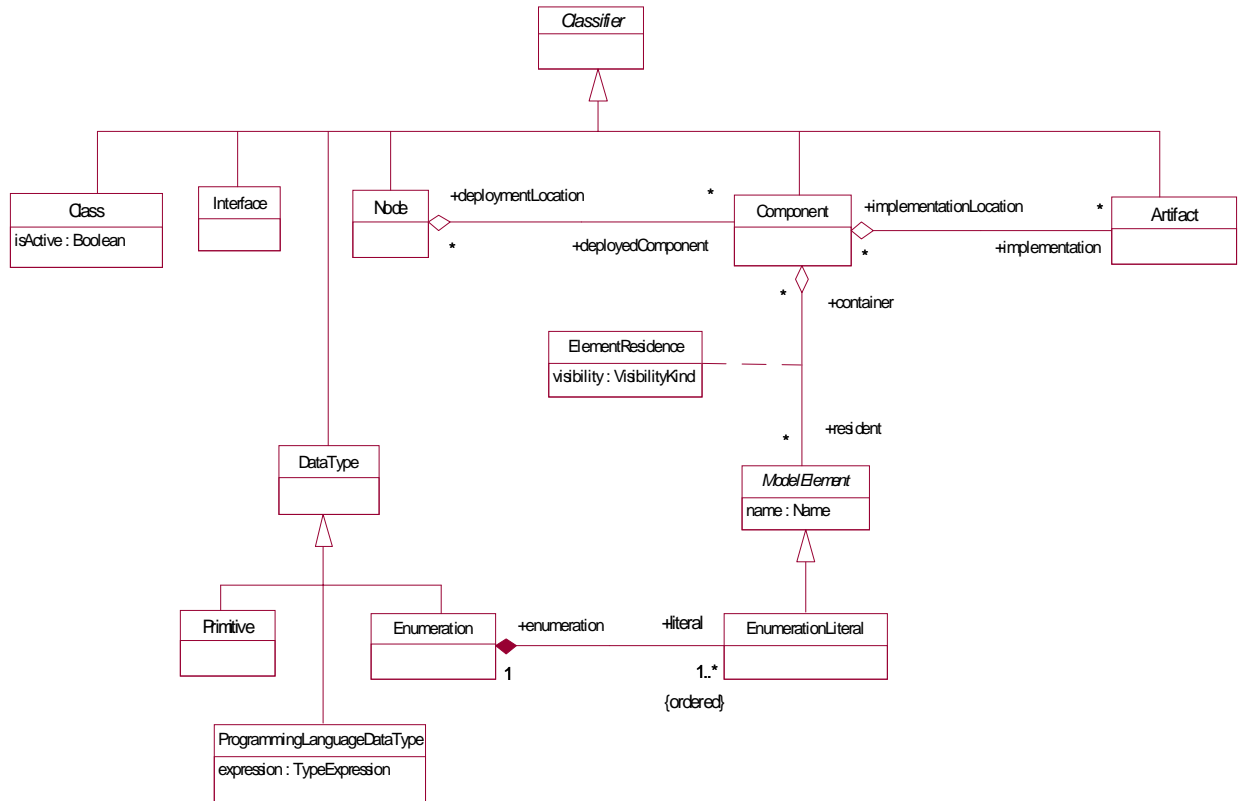 Classifier
Class
isActive : Boolean
Interface
Node
+deploymentLocation
*
*
+deployedComponent
Component
+implementationLocation
*
*
+implementation
Artifact
*
+container
ElementResidence
visibility : VisibilityKind
+resident
*
DataType
ModelElement
name : Name
Primitive
Enumeration
+enumeration
+literal
1
1..*
{ordered}
EnumerationLiteral
ProgrammingLanguageDataType
expression : TypeExpression